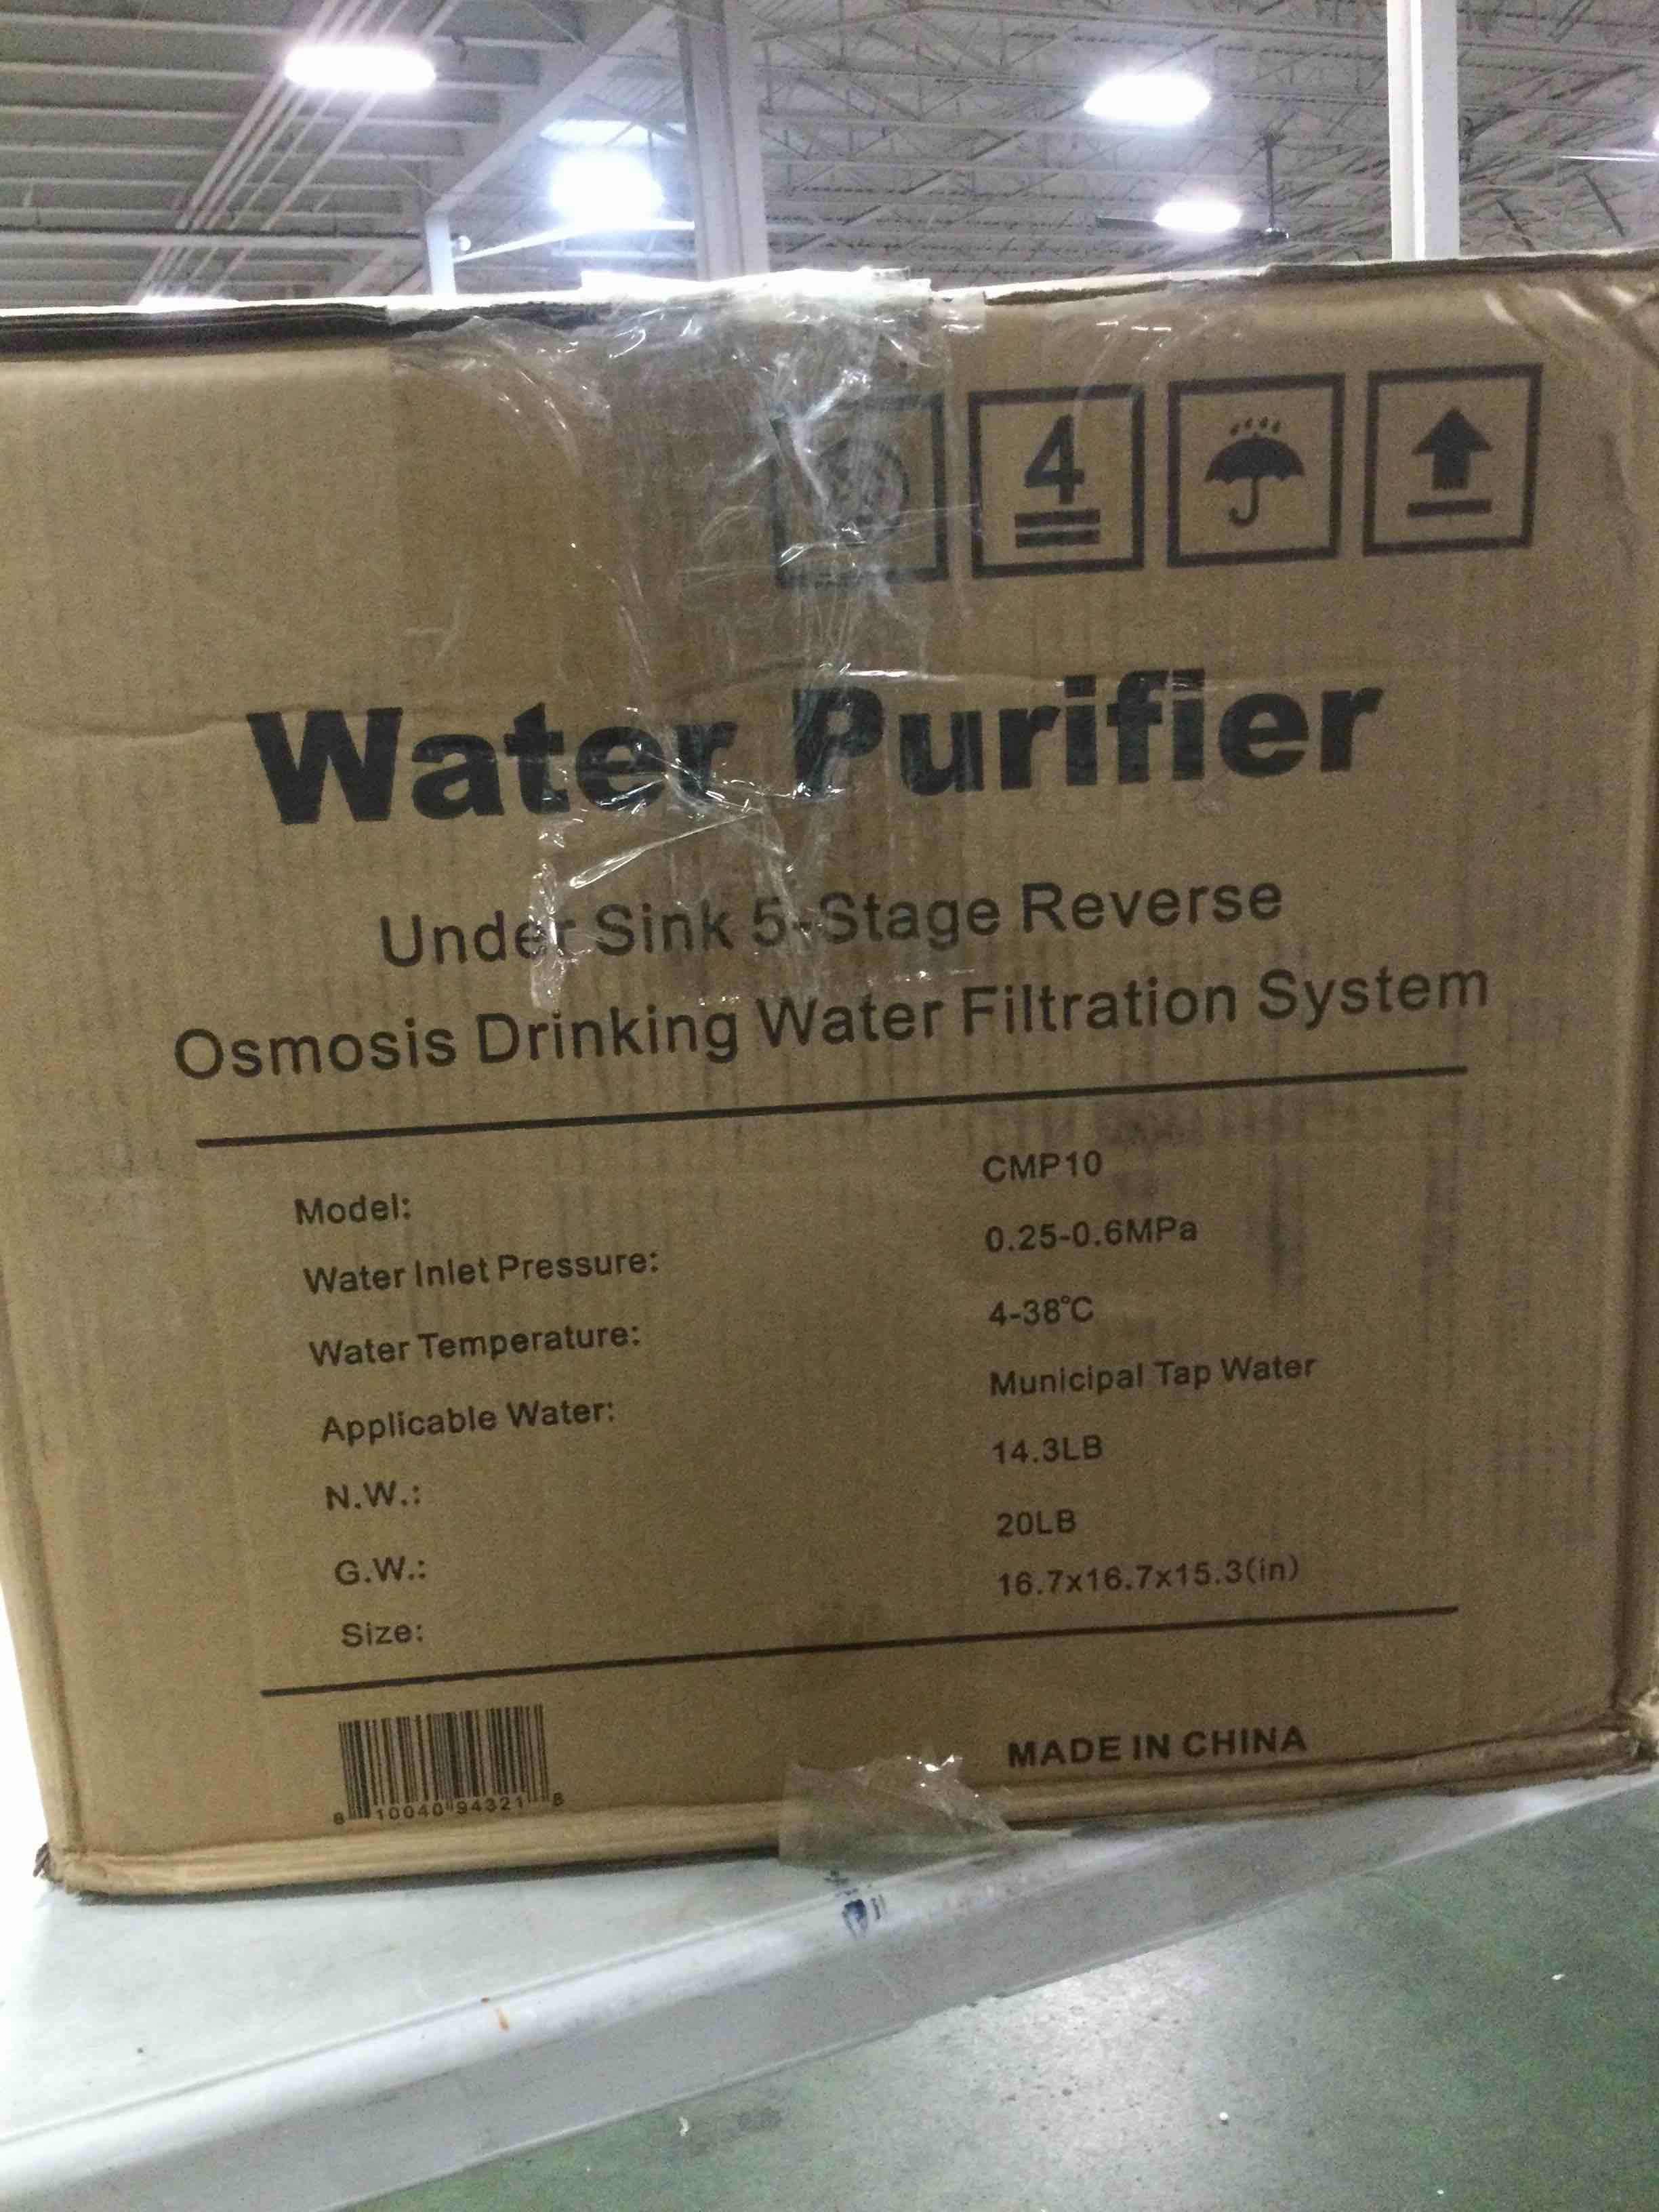 4
Water Purifier
Under Sink 5-Stage Reverse
Osmosis Drinking Water Filtration System
Model: CMP10
Water Inlet Pressure: 0.25-0.6MPa
Water Temperature: 4-38℃
Applicable Water: Municipal Tap Water
N.W.: 14.3LB
G.W.: 20LB
Size: 16.7x16.7x15.3(in)
8 10040 94321 8
MADE IN CHINA